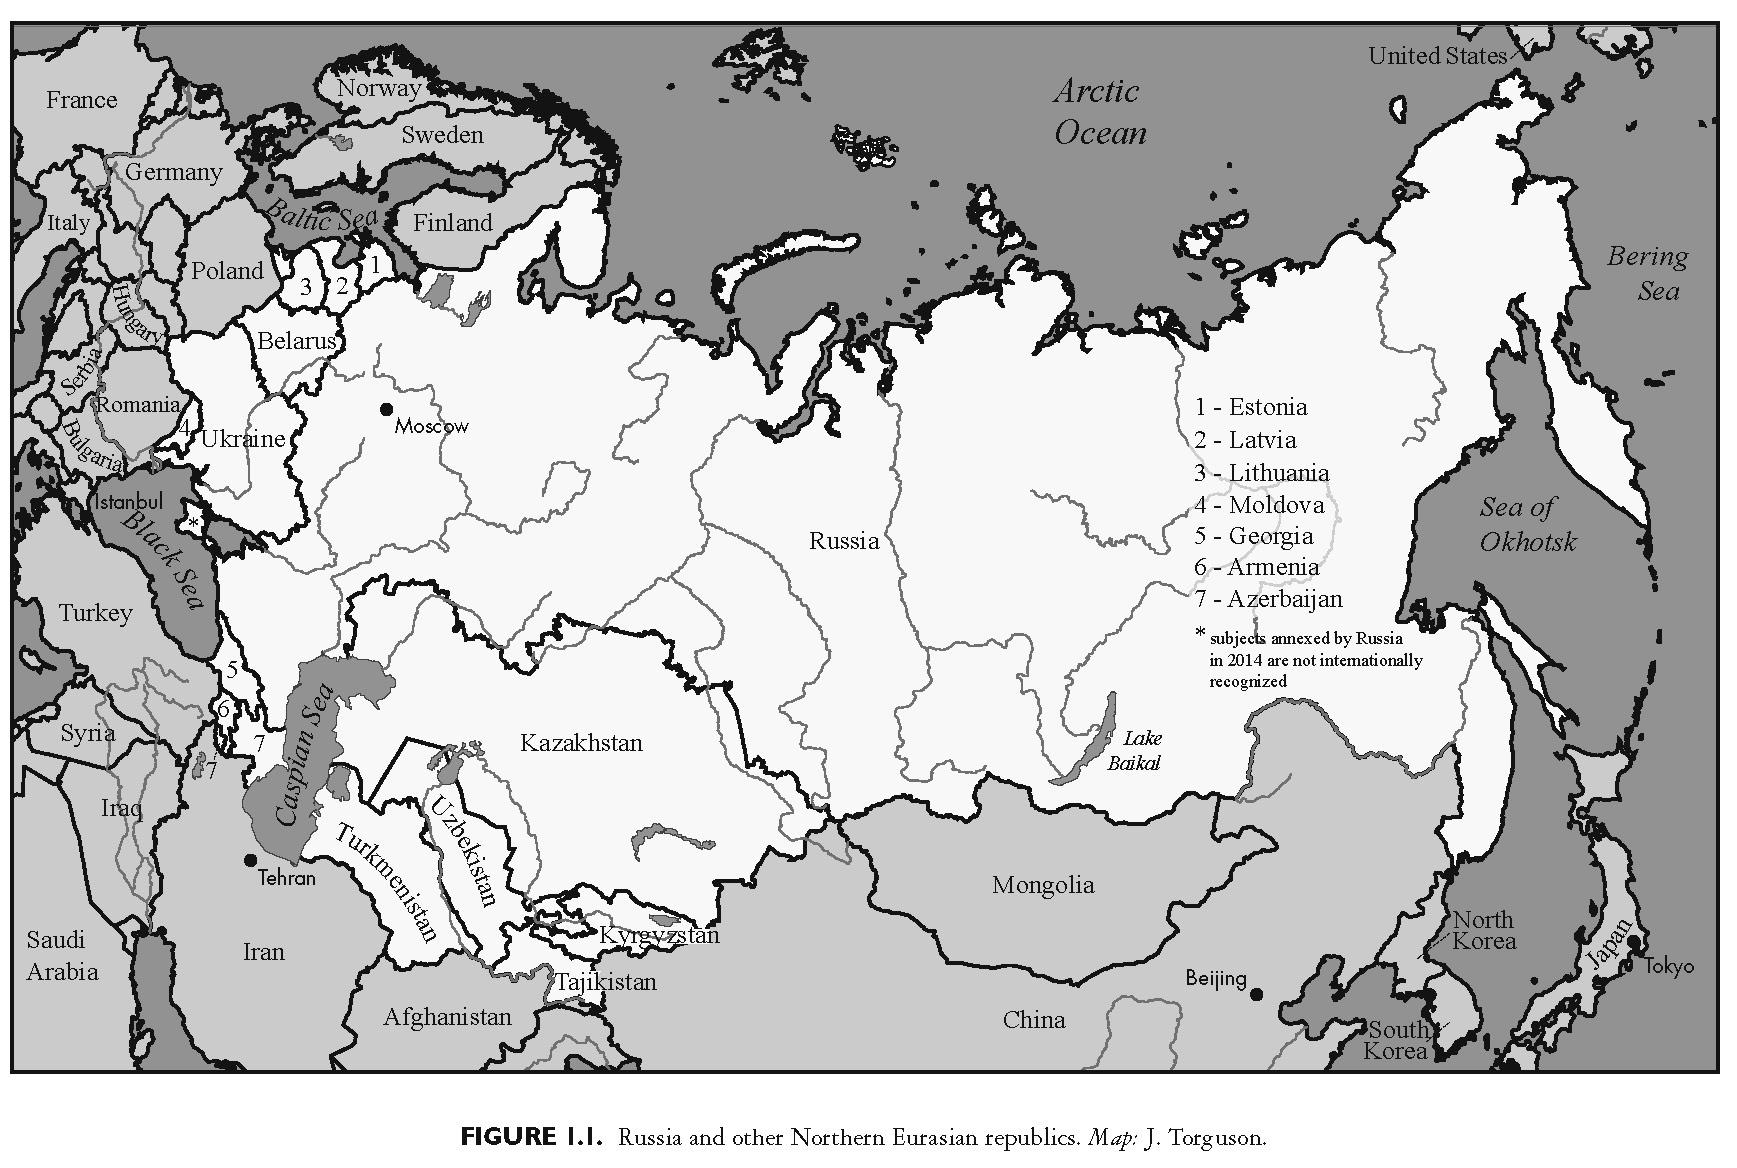 United States
France
Norway
Arctic
Ocean
Sweden
Germany
Baltic Sea
Italy
Finland
Bering
Sea
Poland
1
3
2
Hungary
Belarus
Serbia
Romania
1 - Estonia
Moscow
4
Ukraine
2 - Latvia
Bulgaria
3 - Lithuania
Istanbul
4 - Moldova
Sea of
Okhotsk
*
Black Sea
Russia
5 - Georgia
6 - Armenia
7 - Azerbaijan
Turkey
* subjects annexed by Russia
in 2014 are not internationally
recognized
5
6
Syria
7
Caspian Sea
Kazakhstan
Lake
Baikal
7
Iraq
Uzbekistan
Turkmenistan
Tehran
Mongolia
North
Korea
Saudi
Arabia
Iran
Kyrgyzstan
Japan
Tokyo
Tajikistan
Beijing
Afghanistan
China
South
Korea
FIGURE 1.1. Russia and other Northern Eurasian republics. Map: J. Torguson.